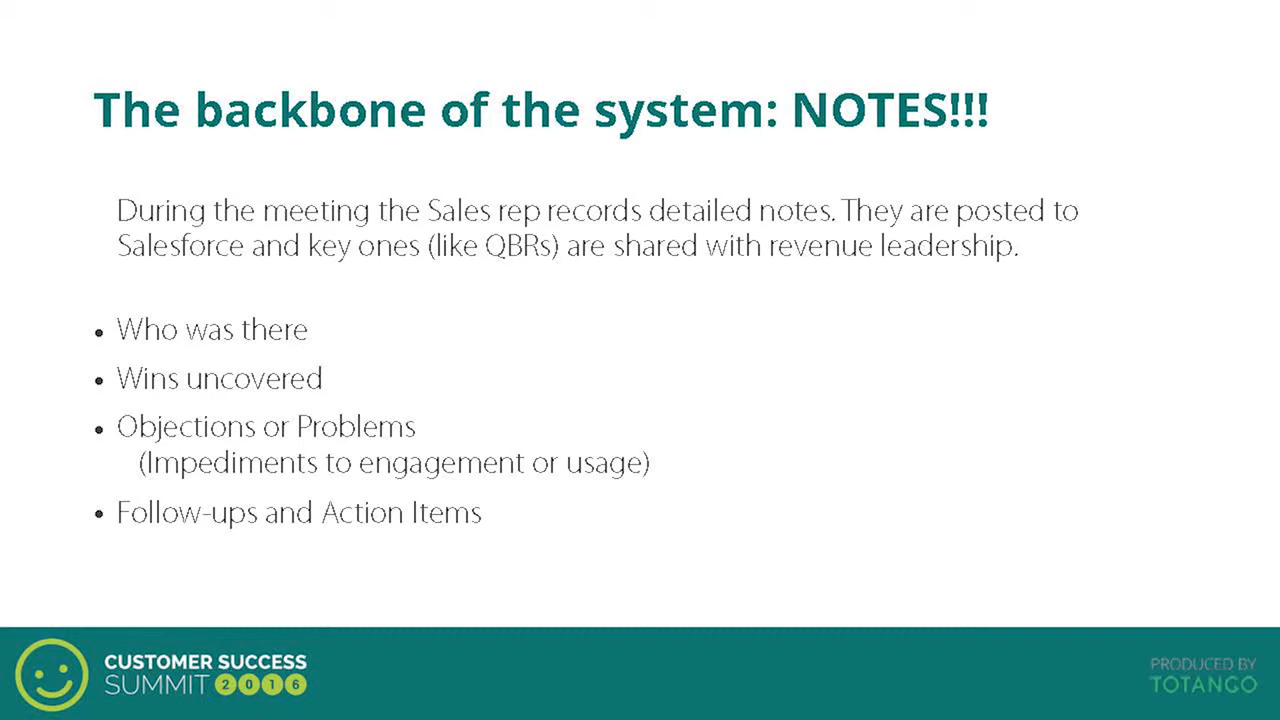 The backbone of the system: NOTES!!!
During the meeting the Sales rep records detailed notes. They are posted to
Salesforce and key ones (like QBRs) are shared with revenue leadership.
• Who was there
• Wins uncovered
• Objections or Problems
(Impediments to engagement or usage)
• Follow-ups and Action Items
CUSTOMER SUCCESS
SUMMIT 2016
PRODUCED BY
TOTANGO